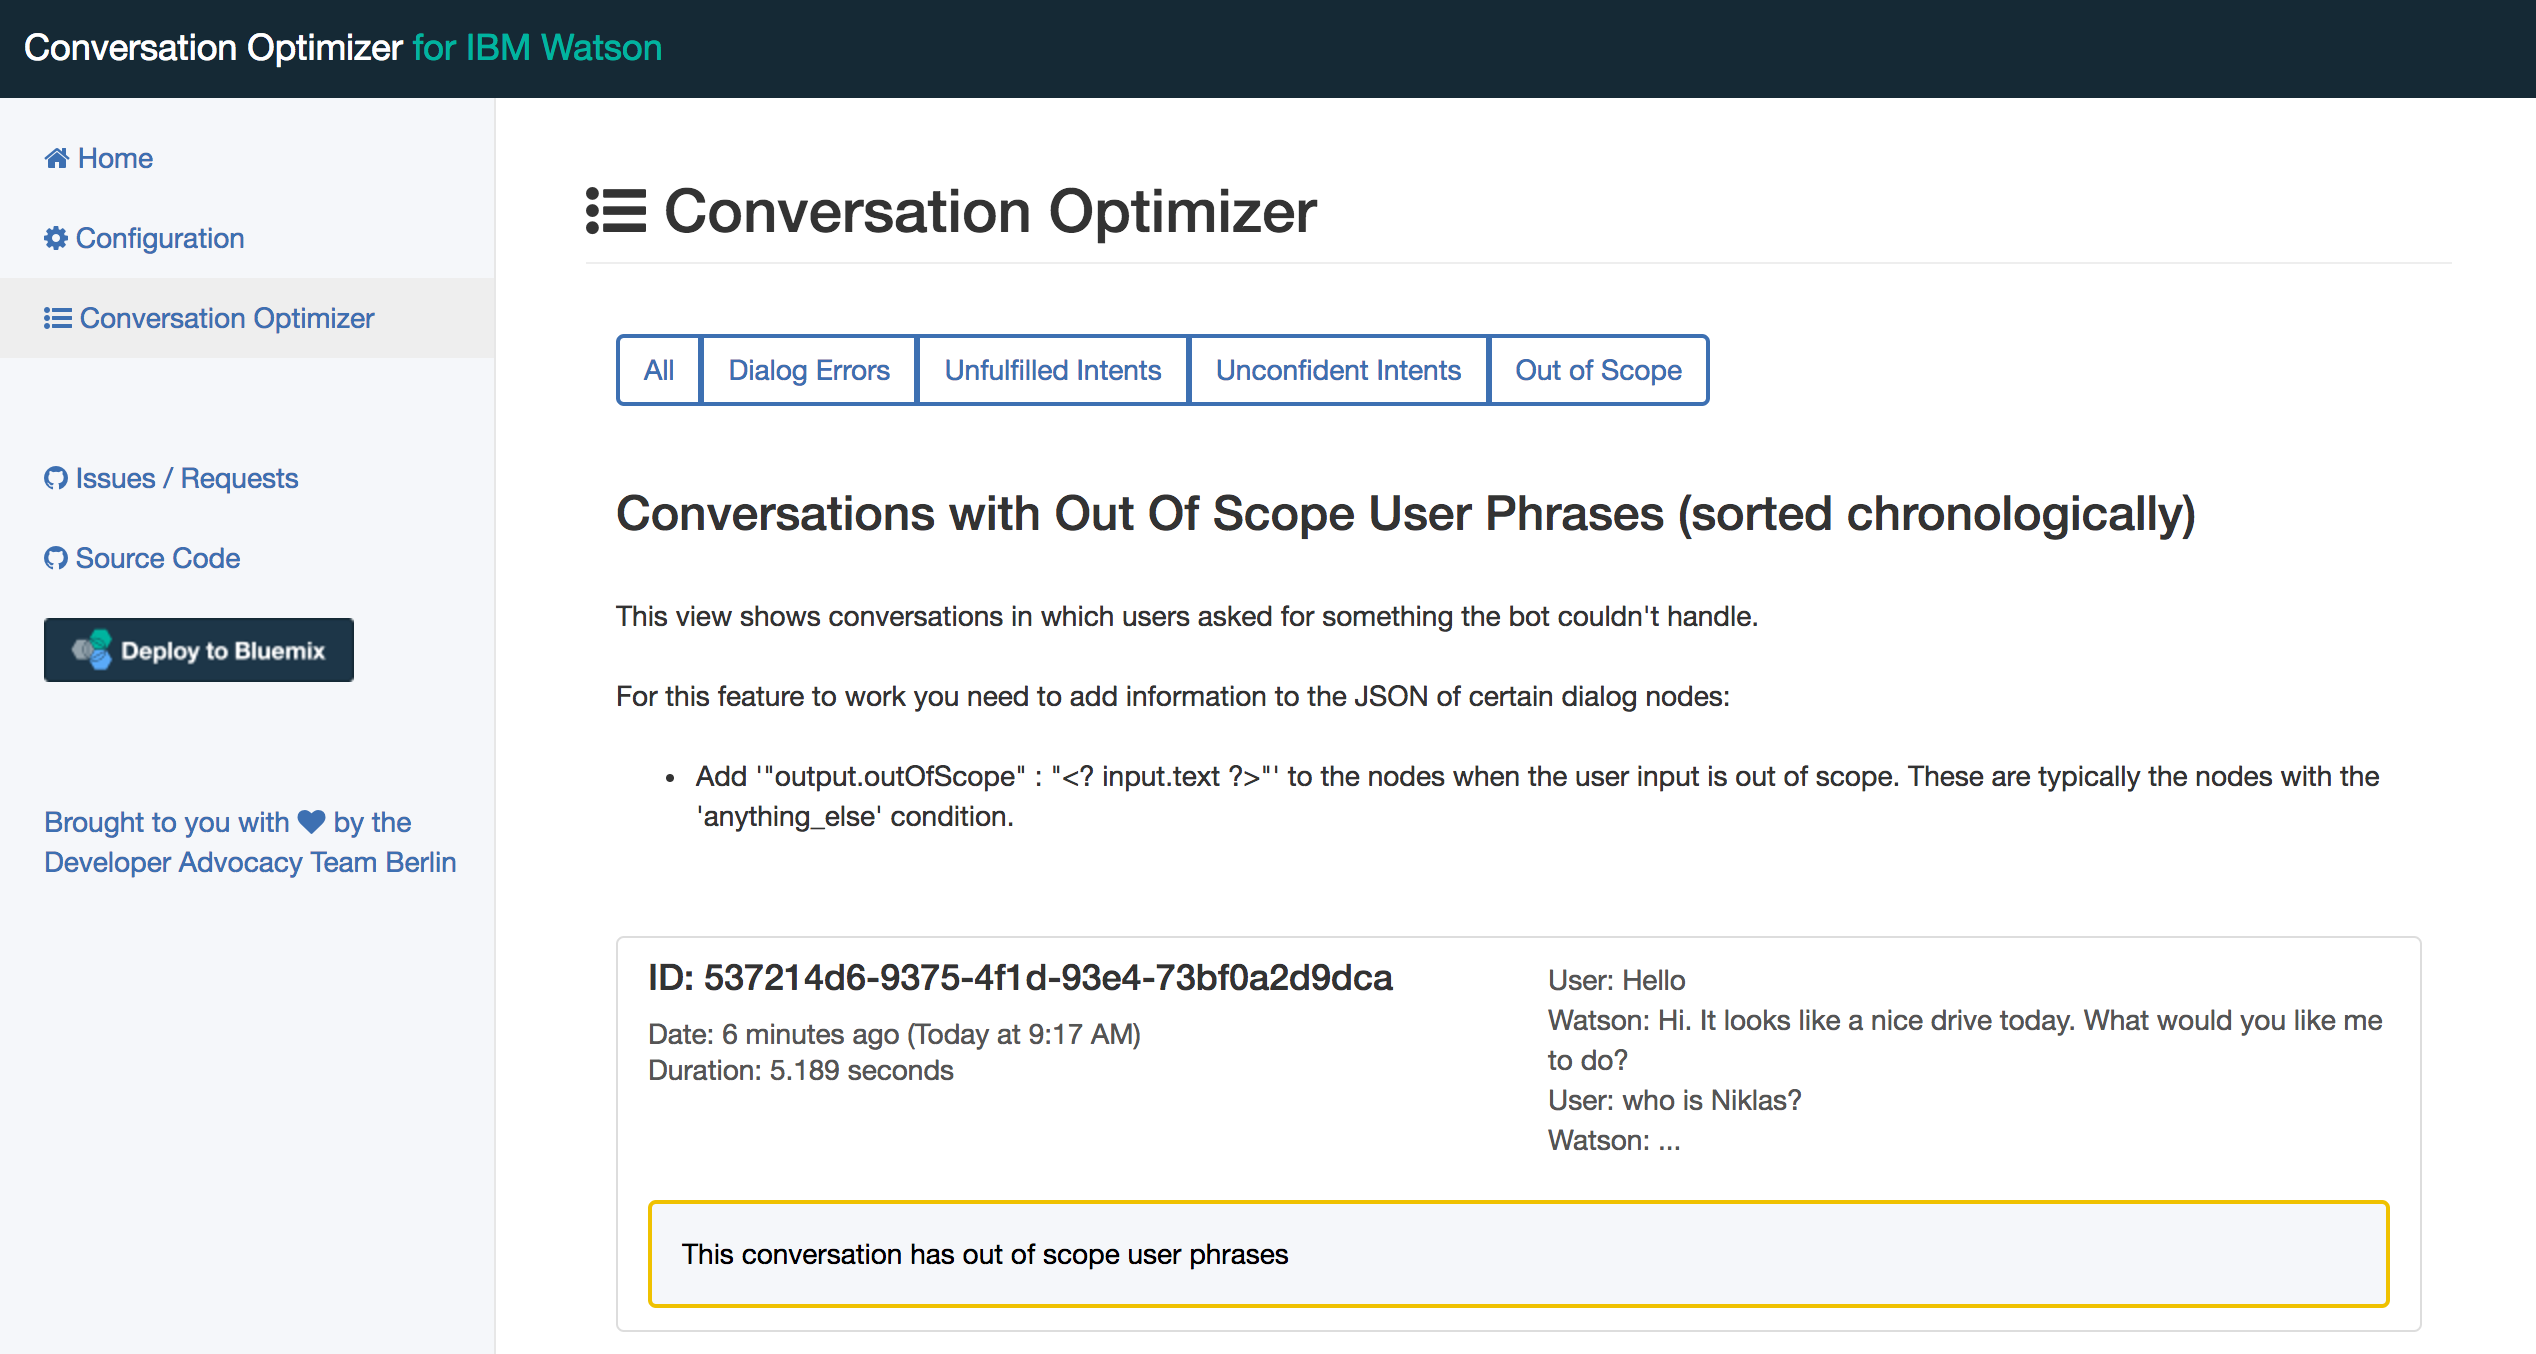 Conversation Optimizer for IBM Watson
Home
Configuration
Conversation Optimizer
Issues / Requests
Source Code
Deploy to Bluemix
Brought to you with by the
Developer Advocacy Team Berlin
Conversation Optimizer
All Dialog Errors Unfulfilled Intents Unconfident Intents Out of Scope
Conversations with Out Of Scope User Phrases (sorted chronologically)
This view shows conversations in which users asked for something the bot couldn't handle.
For this feature to work you need to add information to the JSON of certain dialog nodes:
• Add '"output.outOfScope" : "<? input.text ?>"' to the nodes when the user input is out of scope. These are typically the nodes with the
'anything_else' condition.
ID: 537214d6-9375-4f1d-93e4-73bf0a2d9dca
Date: 6 minutes ago (Today at 9:17 AM)
Duration: 5.189 seconds
User: Hello
Watson: Hi. It looks like a nice drive today. What would you like me
to do?
User: who is Niklas?
Watson: ...
This conversation has out of scope user phrases